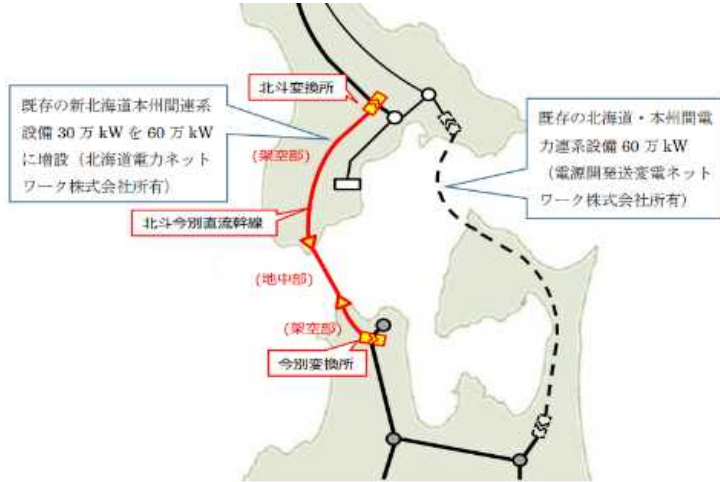 北斗変換所
既存の新北海道本州間連系
設備 30 万 kW を 60 万 kW
に増設（北海道電力ネット
ワーク株式会社所有）
既存の北海道・本州間電
力連系設備 60 万 kW
（電源開発送変電ネット
ワーク株式会社所有）
(架空部)
北斗今別直流幹線
(地中部)
(架空部)
今別変換所